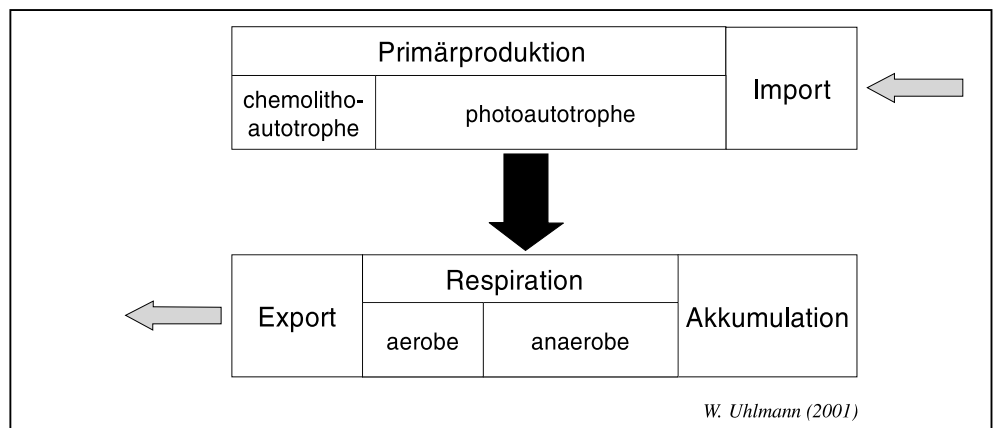 Primärproduktion
chemolitho-
autotrophe
photoautotrophe
Import
Export
Respiration
aerobe
anaerobe
Akkumulation
W. Uhlmann (2001)